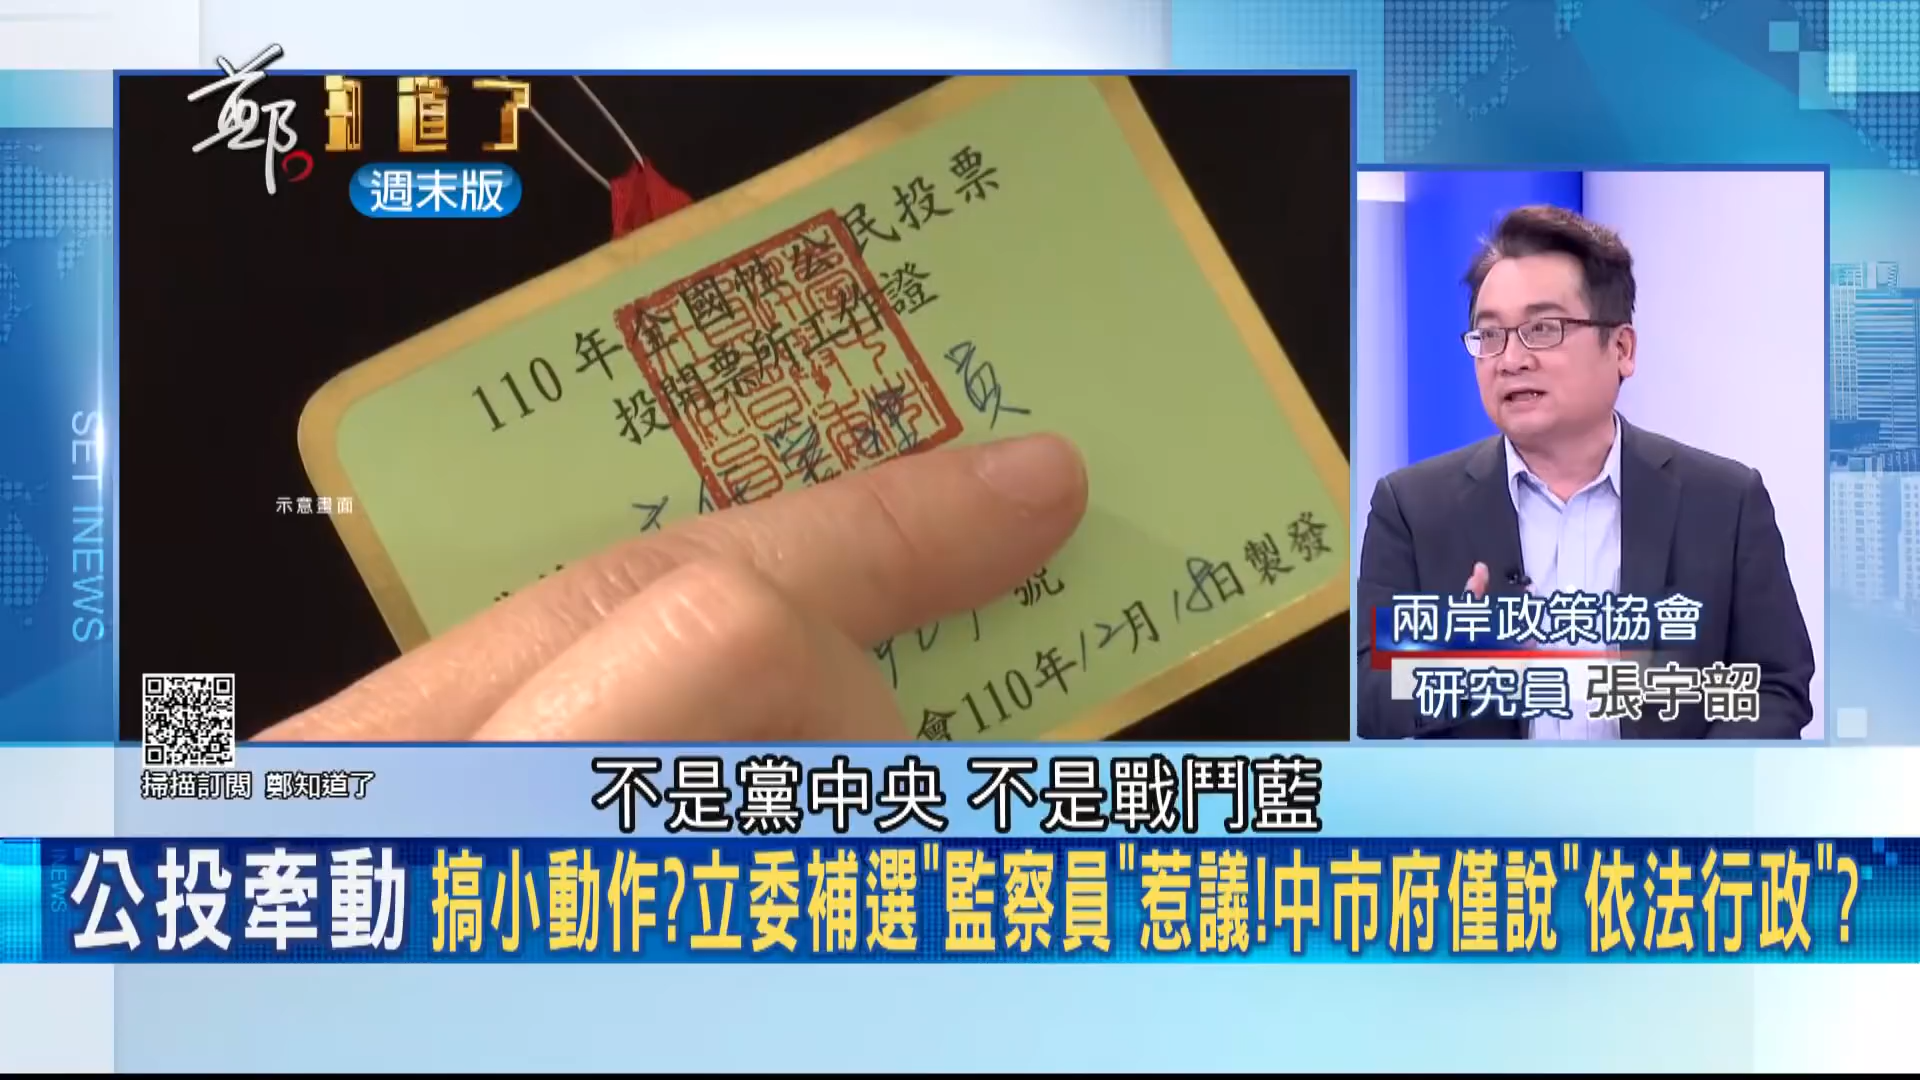 鄭知道了
週末版
110年全國性公民投票
投開票所工作證
員
號
會110年12月18日製發
示意畫面
SET INEWS
掃描訂閱 鄭知道了
兩岸政策協會
研究員 張宇韶
不是黨中央 不是戰鬥藍
公投牽動 搞小動作?立委補選"監察員"惹議!中市府僅說"依法行政"?